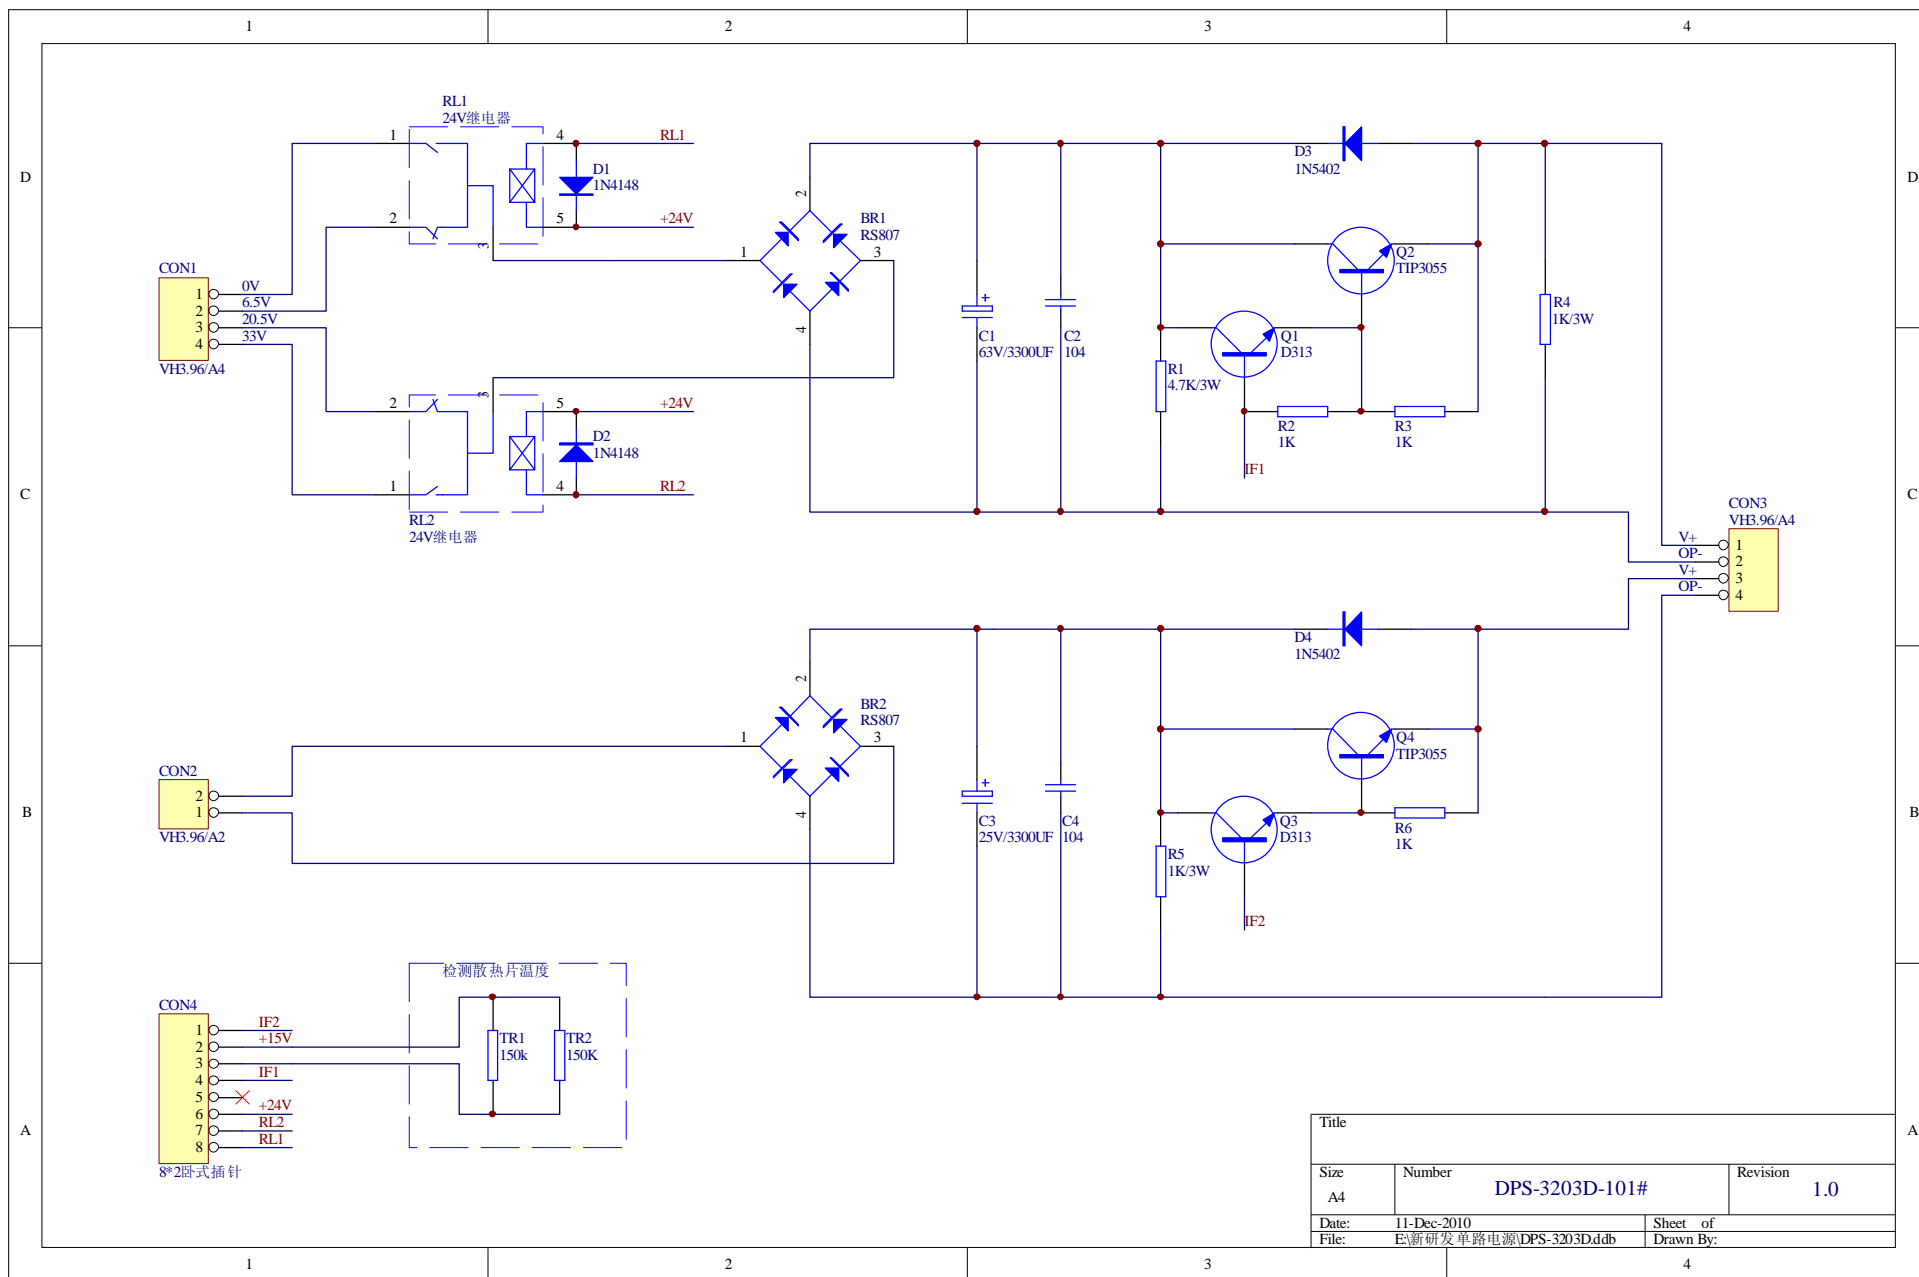 1 2 3 4
D
D
RL1
24V继电器
1 4 RL1
D1
1N4148
2 5 +24V
3
CON1
1 0V
2 6.5V
3 20.5V
4 33V
VH3.96/A4
3
2 5 +24V
D2
1N4148
1 4 RL2
RL2
24V继电器
2
BR1
RS807
1 3
4
+
C1
63V/3300UF
C2
104
D3
1N5402
Q2
TIP3055
Q1
D313
R1
4.7K/3W
R2
1K
R3
1K
IF1
R4
1K/3W
C
C
CON3
VH3.96/A4
V+ 1
OP- 2
V+ 3
OP- 4
2
BR2
RS807
1 3
4
CON2
2
1
VH3.96/A2
+
C3
25V/3300UF
C4
104
D4
1N5402
Q4
TIP3055
Q3
D313
R5
1K/3W
R6
1K
IF2
B
B
检测散热片温度
TR1
150k
TR2
150K
CON4
1 IF2
2 +15V
3
4 IF1
5
6 +24V
7 RL2
8 RL1
8*2卧式插针
A
A
Title
Size
A4
Number
DPS-3203D-101#
Revision
1.0
Date: 11-Dec-2010 Sheet of
File: E:\新研发单路电源\DPS-3203D.ddb Drawn By:
1 2 3 4